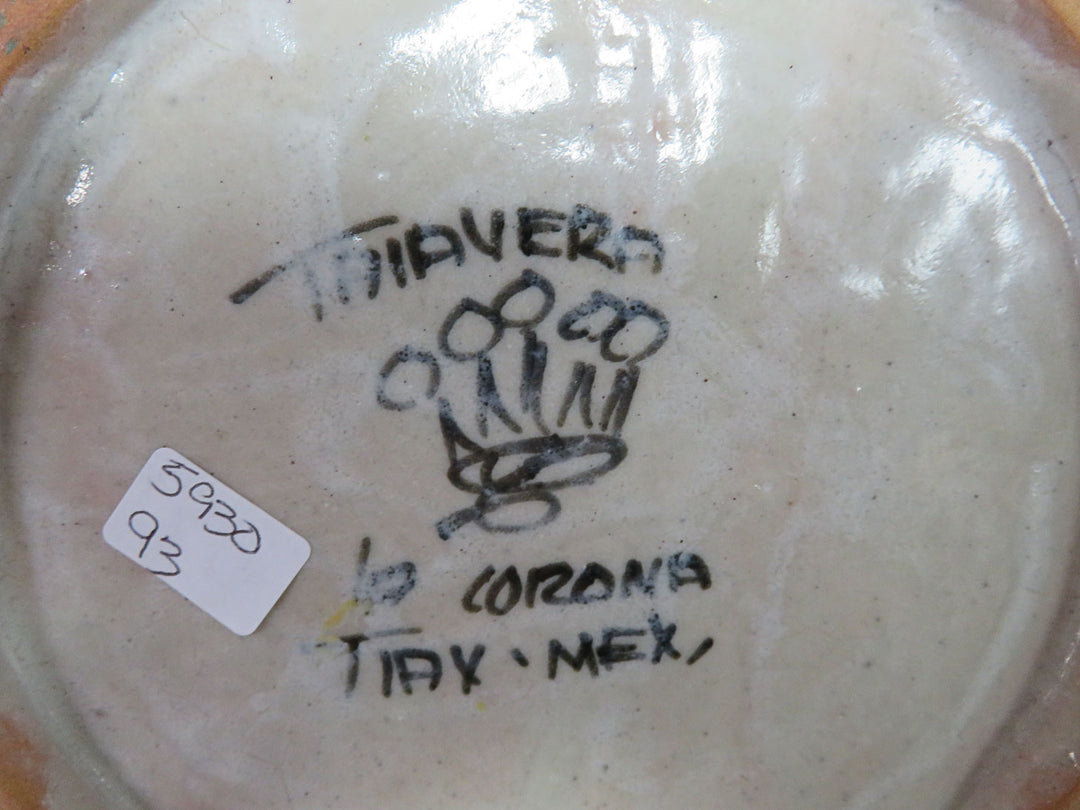 TalAVERA
la CORONA
TlAX. MEX,
5930
93